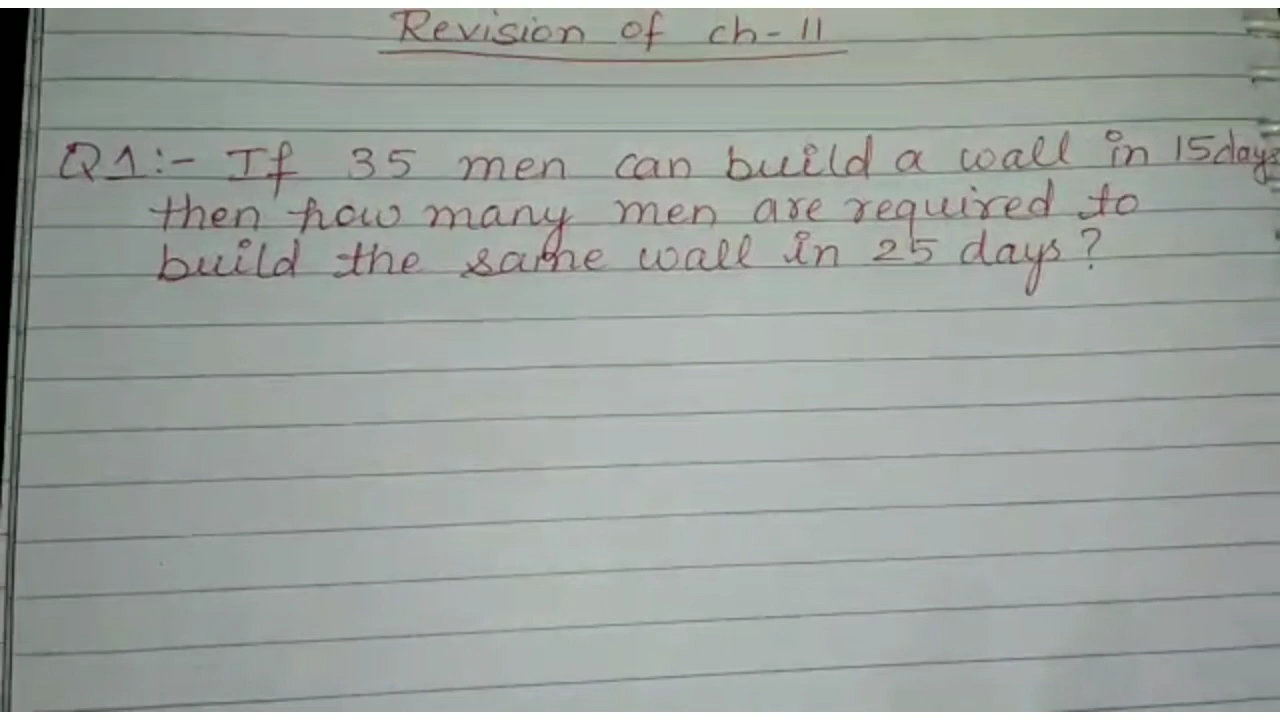 Revision of ch-11
Q1:- If 35 men can build a wall in 15days
then how many men are required to
build the same wall in 25 days?